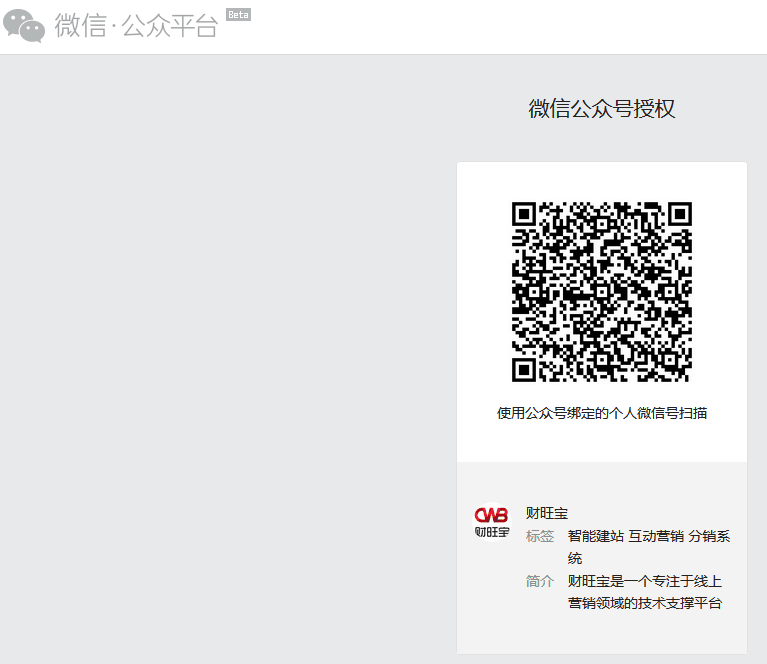 微信·公众平台 Beta
微信公众号授权
使用公众号绑定的个人微信号扫描
CWB
财旺宝
财旺宝
标签 智能建站 互动营销 分销系
统
简介 财旺宝是一个专注于线上
营销领域的技术支撑平台